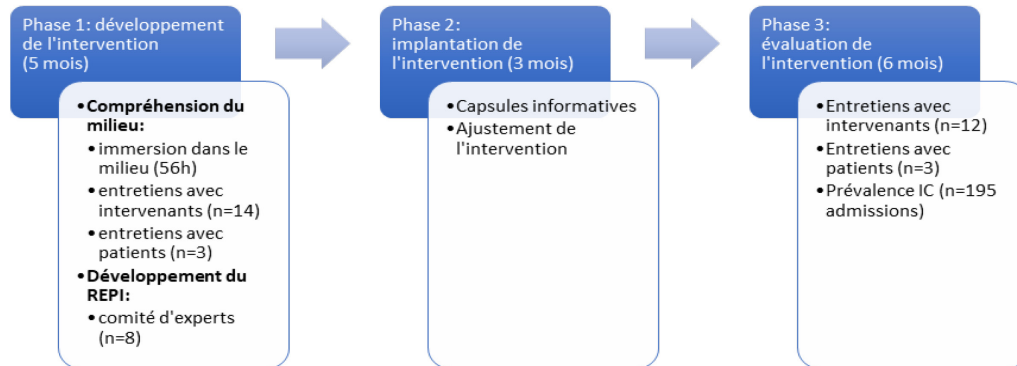 Phase 1: développement
de l'intervention
(5 mois)
•Compréhension du
milieu:
•immersion dans le
milieu (56h)
•entretiens avec
intervenants (n=14)
•entretiens avec
patients (n=3)
•Développement du
REPI:
•comité d'experts
(n=8)
Phase 2:
implantation de
l'intervention (3 mois)
•Capsules informatives
•Ajustement de
l'intervention
Phase 3:
évaluation de
l'intervention (6 mois)
•Entretiens avec
intervenants (n=12)
•Entretiens avec
patients (n=3)
•Prévalence IC (n=195
admissions)